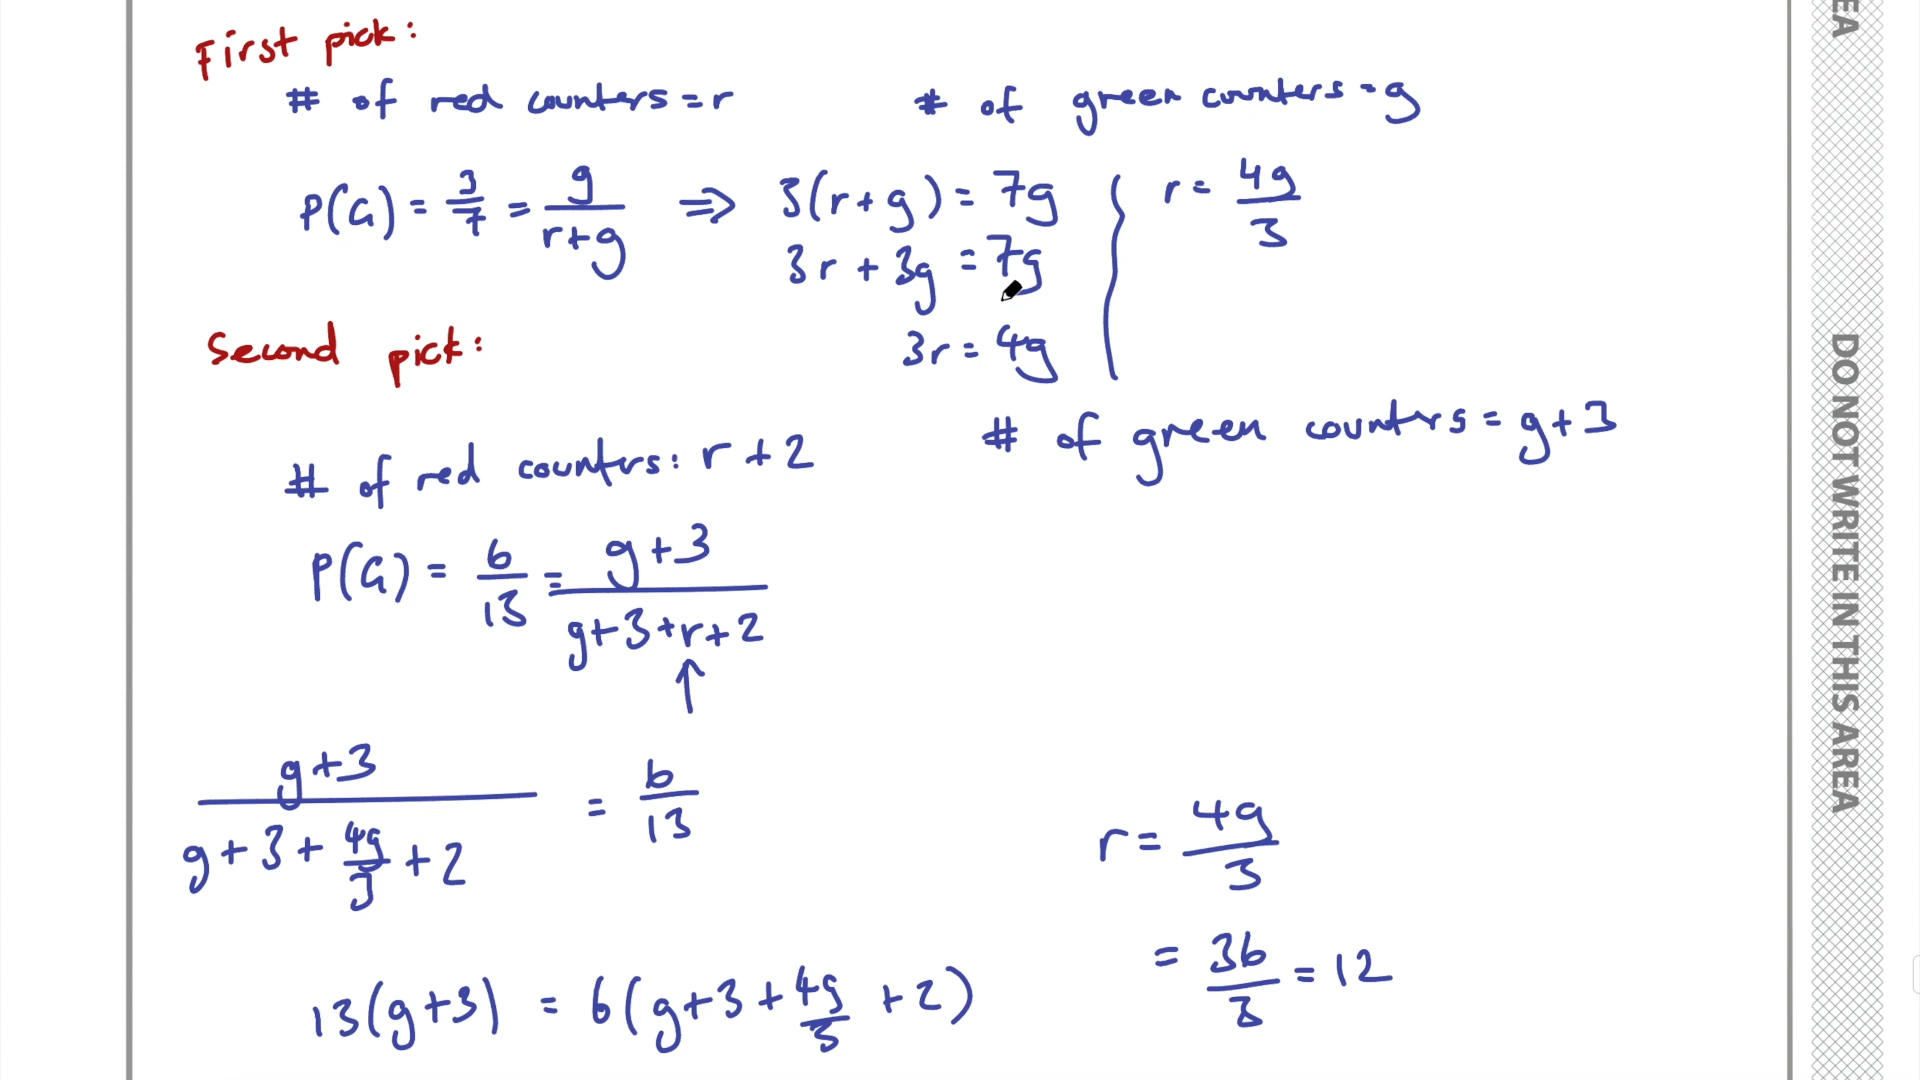 First pick:
# of red counters = r
# of green counters = g
P(G) = 3/7 = g/(r+g) ⇒ 3(r+g) = 7g
r = 4g/3
3r + 3g = 7g
3r = 4g
Second pick:
# of green counters = g+3
# of red counters: r+2
P(G) = 6/13 = (g+3)/(g+3+r+2)
↑
(g+3)/(g+3+4g/3+2) = 6/13
r = 4g/3
= 36/3 = 12
13(g+3) = 6(g+3+4g/3+2)
EA
DO NOT WRITE IN THIS AREA